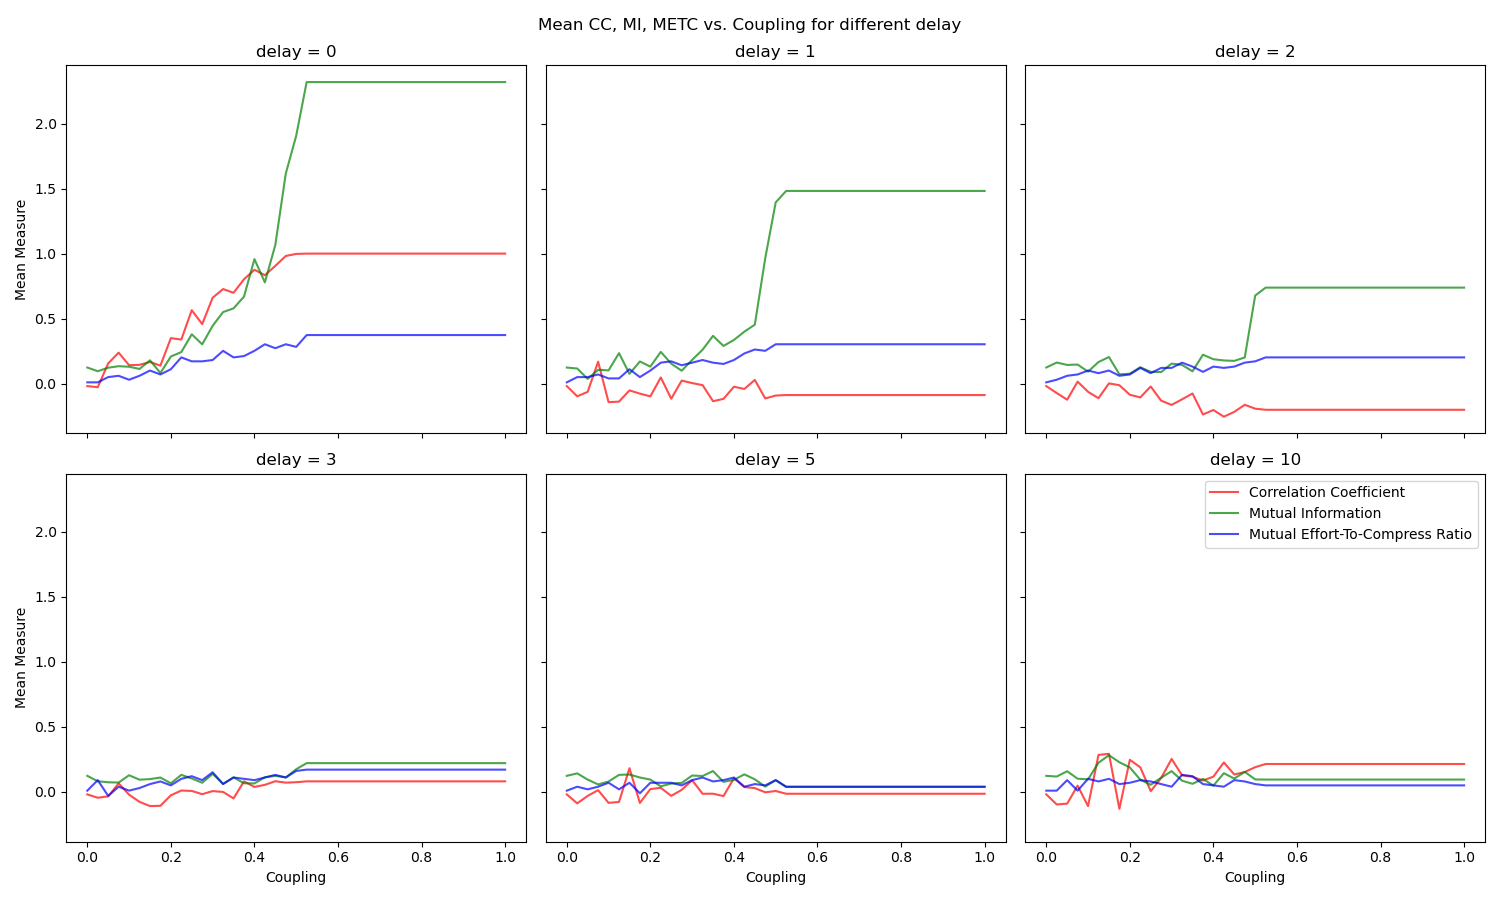 Mean CC, MI, METC vs. Coupling for different delay
delay = 0
delay = 1
delay = 2
2.0
1.5
1.0
0.5
0.0
Mean Measure
delay = 3
delay = 5
delay = 10
Correlation Coefficient
Mutual Information
Mutual Effort-To-Compress Ratio
2.0
1.5
1.0
0.5
0.0
Mean Measure
0.0 0.2 0.4 0.6 0.8 1.0
0.0 0.2 0.4 0.6 0.8 1.0
0.0 0.2 0.4 0.6 0.8 1.0
Coupling
Coupling
Coupling